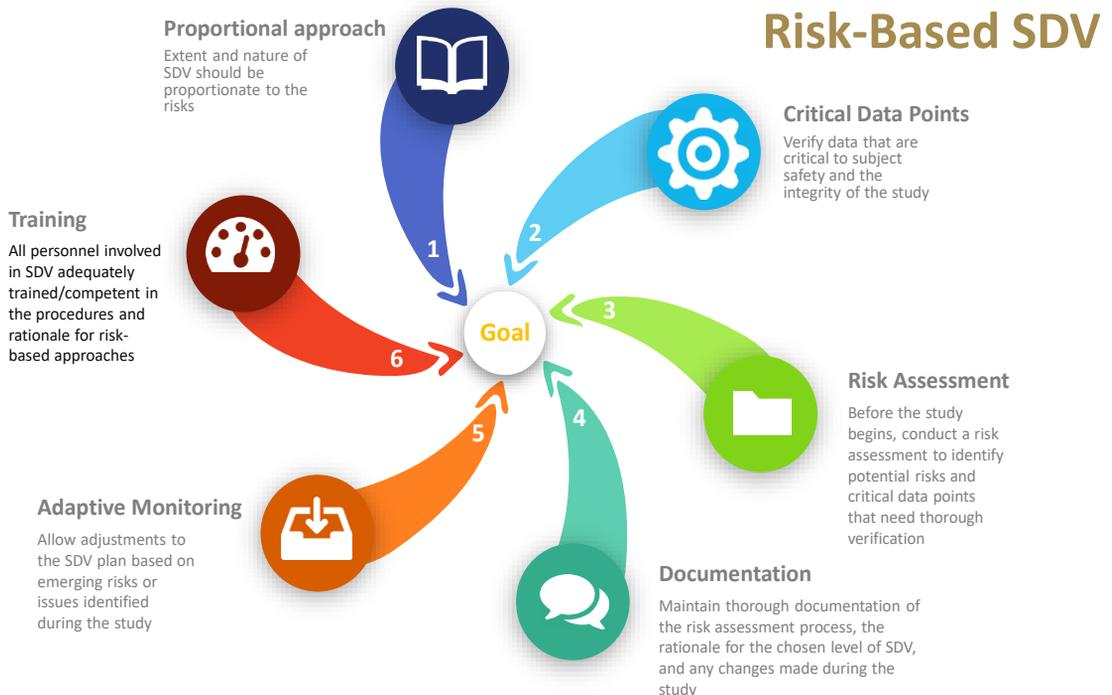 Risk-Based SDV
Proportional approach
Extent and nature of
SDV should be
proportionate to the
risks
1
Critical Data Points
Verify data that are
critical to subject
safety and the
integrity of the study
2
Risk Assessment
Before the study
begins, conduct a risk
assessment to identify
potential risks and
critical data points
that need thorough
verification
3
Documentation
Maintain thorough documentation of
the risk assessment process, the
rationale for the chosen level of SDV,
and any changes made during the
study
4
Adaptive Monitoring
Allow adjustments to
the SDV plan based on
emerging risks or
issues identified
during the study
5
Training
All personnel involved
in SDV adequately
trained/competent in
the procedures and
rationale for risk-
based approaches
6
Goal